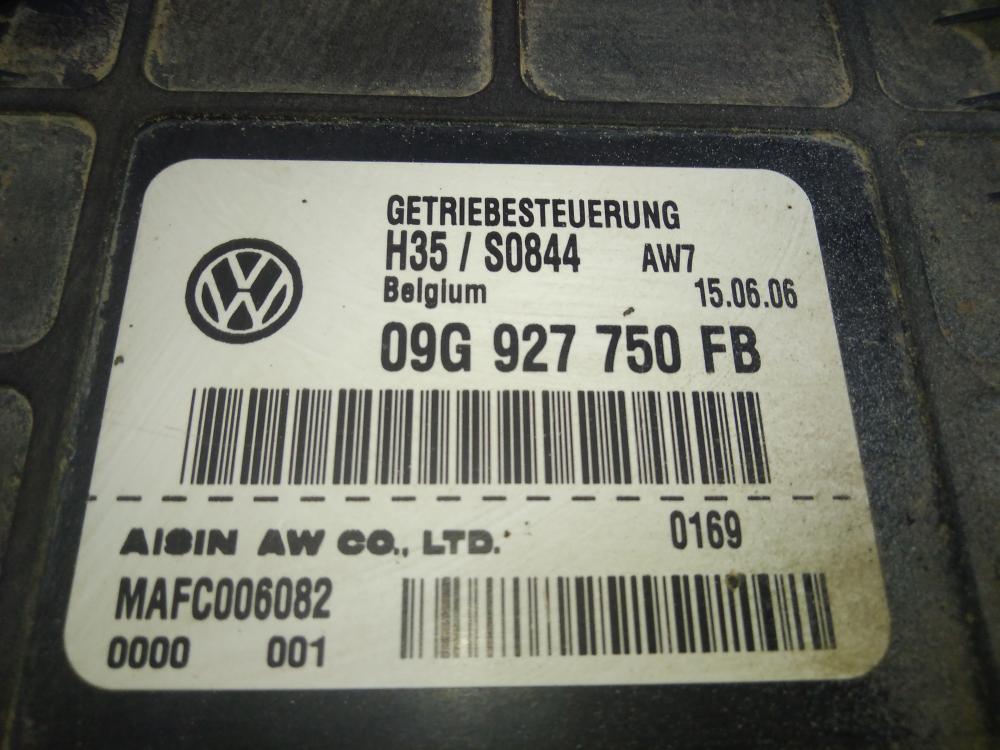 GETRIEBESTEUERUNG
H35 / S0844 AW7
Belgium 15.06.06
09G 927 750 FB
AISIN AW CO., LTD. 0169
MAFC006082
0000 001